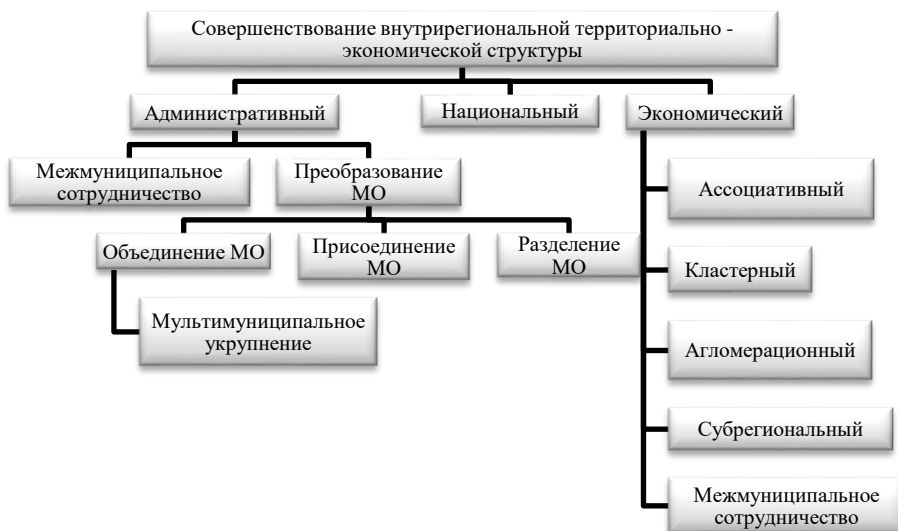 Совершенствование внутрирегиональной территориально -
экономической структуры
Административный
Национальный
Экономический
Межмуниципальное
сотрудничество
Преобразование
МО
Ассоциативный
Объединение МО
Присоединение
МО
Разделение
МО
Кластерный
Мультимуниципальное
укрупнение
Агломерационный
Субрегиональный
Межмуниципальное
сотрудничество